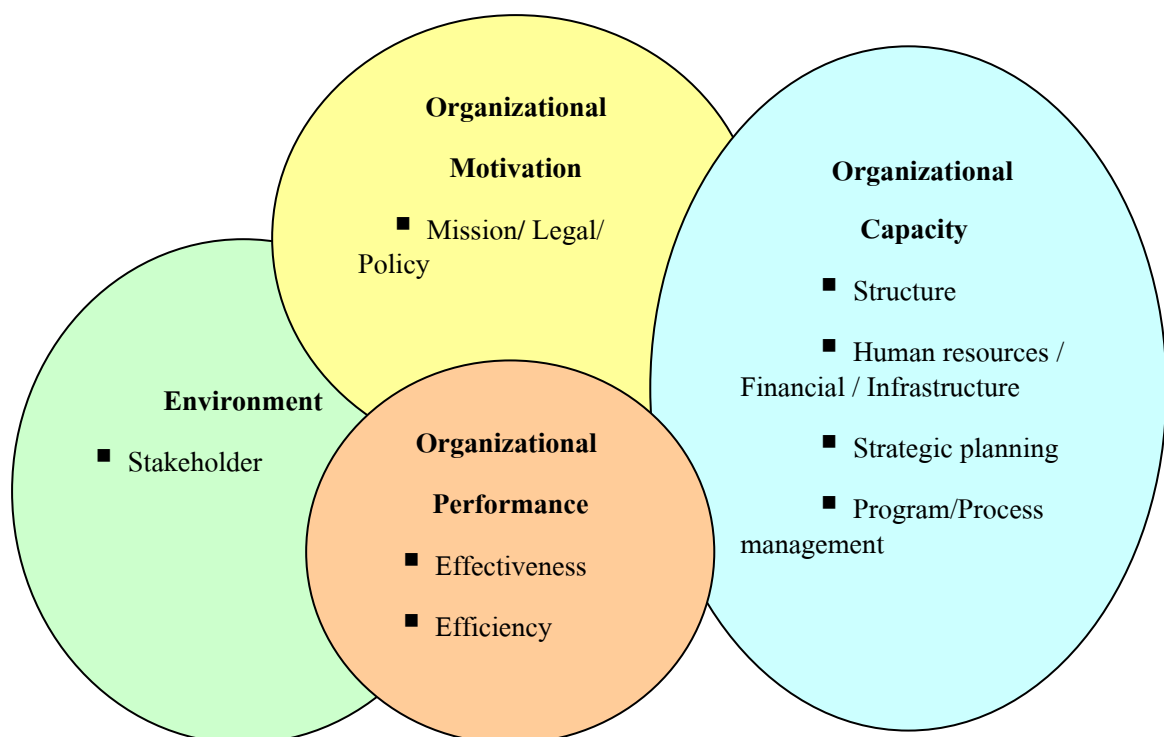 Organizational
Motivation
▪ Mission/ Legal/
Policy
Organizational
Capacity
▪ Structure
▪ Human resources /
Financial / Infrastructure
▪ Strategic planning
▪ Program/Process
management
Environment
▪ Stakeholder
Organizational
Performance
▪ Effectiveness
▪ Efficiency